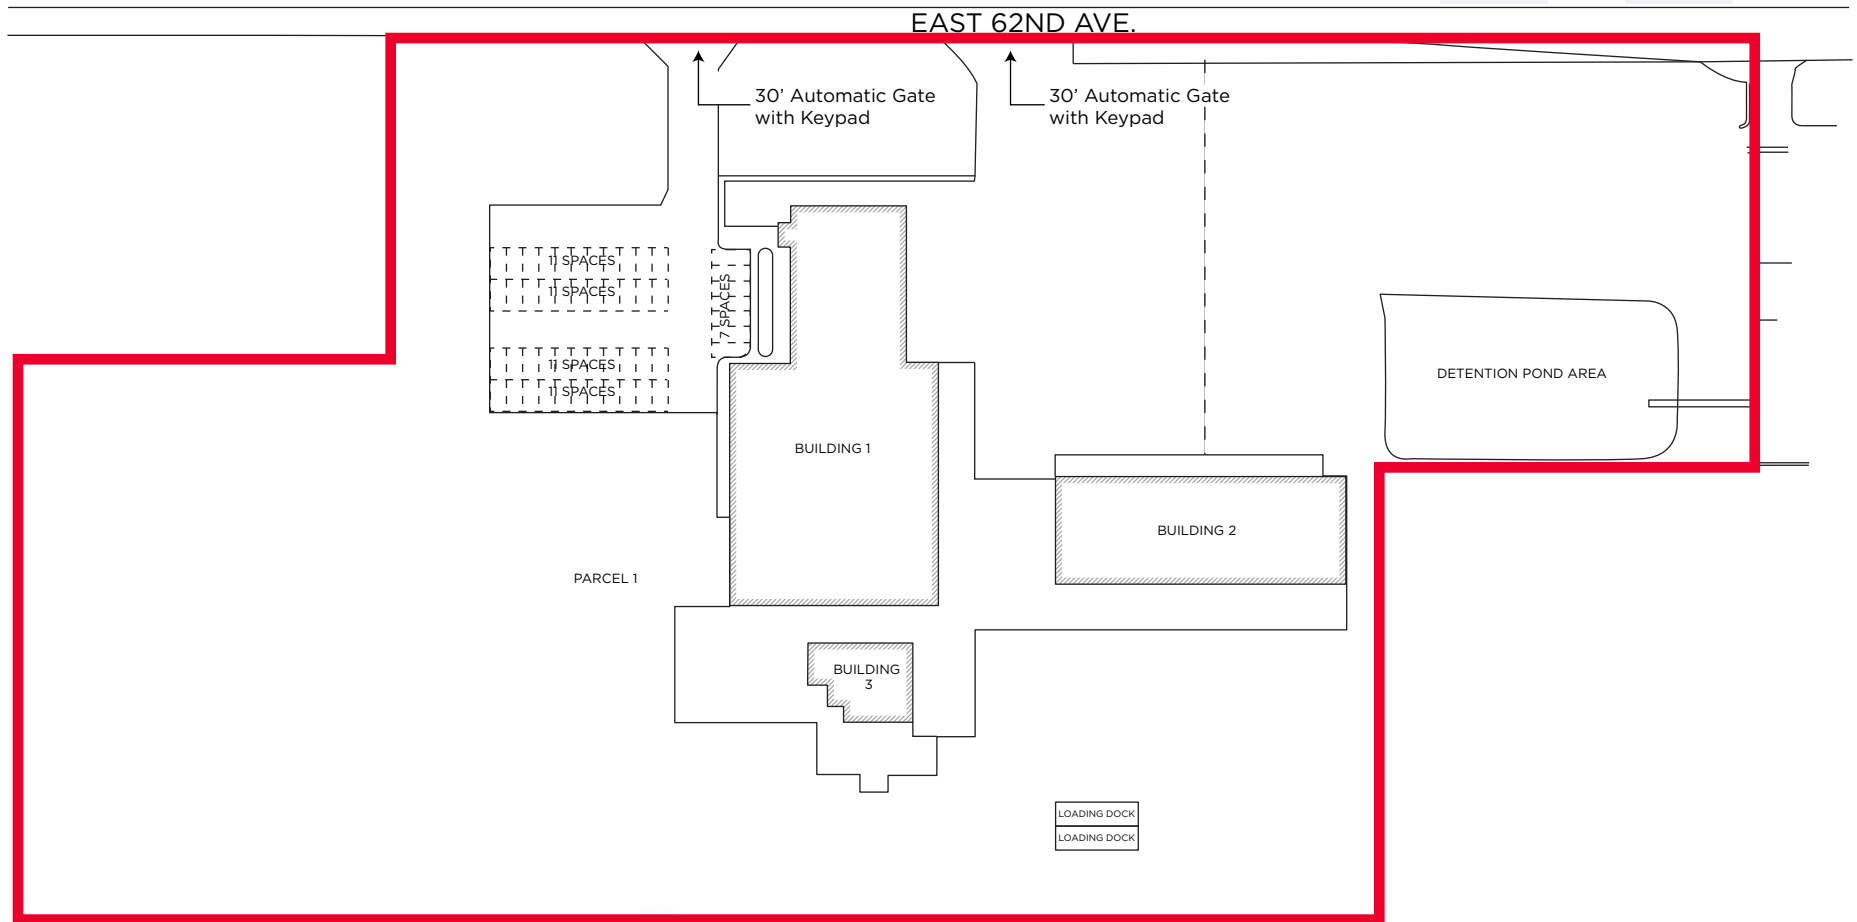 EAST 62ND AVE.
30’ Automatic Gate
with Keypad
30’ Automatic Gate
with Keypad
11 SPACES
11 SPACES
7 SPACES
11 SPACES
11 SPACES
DETENTION POND AREA
BUILDING 1
BUILDING 2
PARCEL 1
BUILDING
3
LOADING DOCK
LOADING DOCK